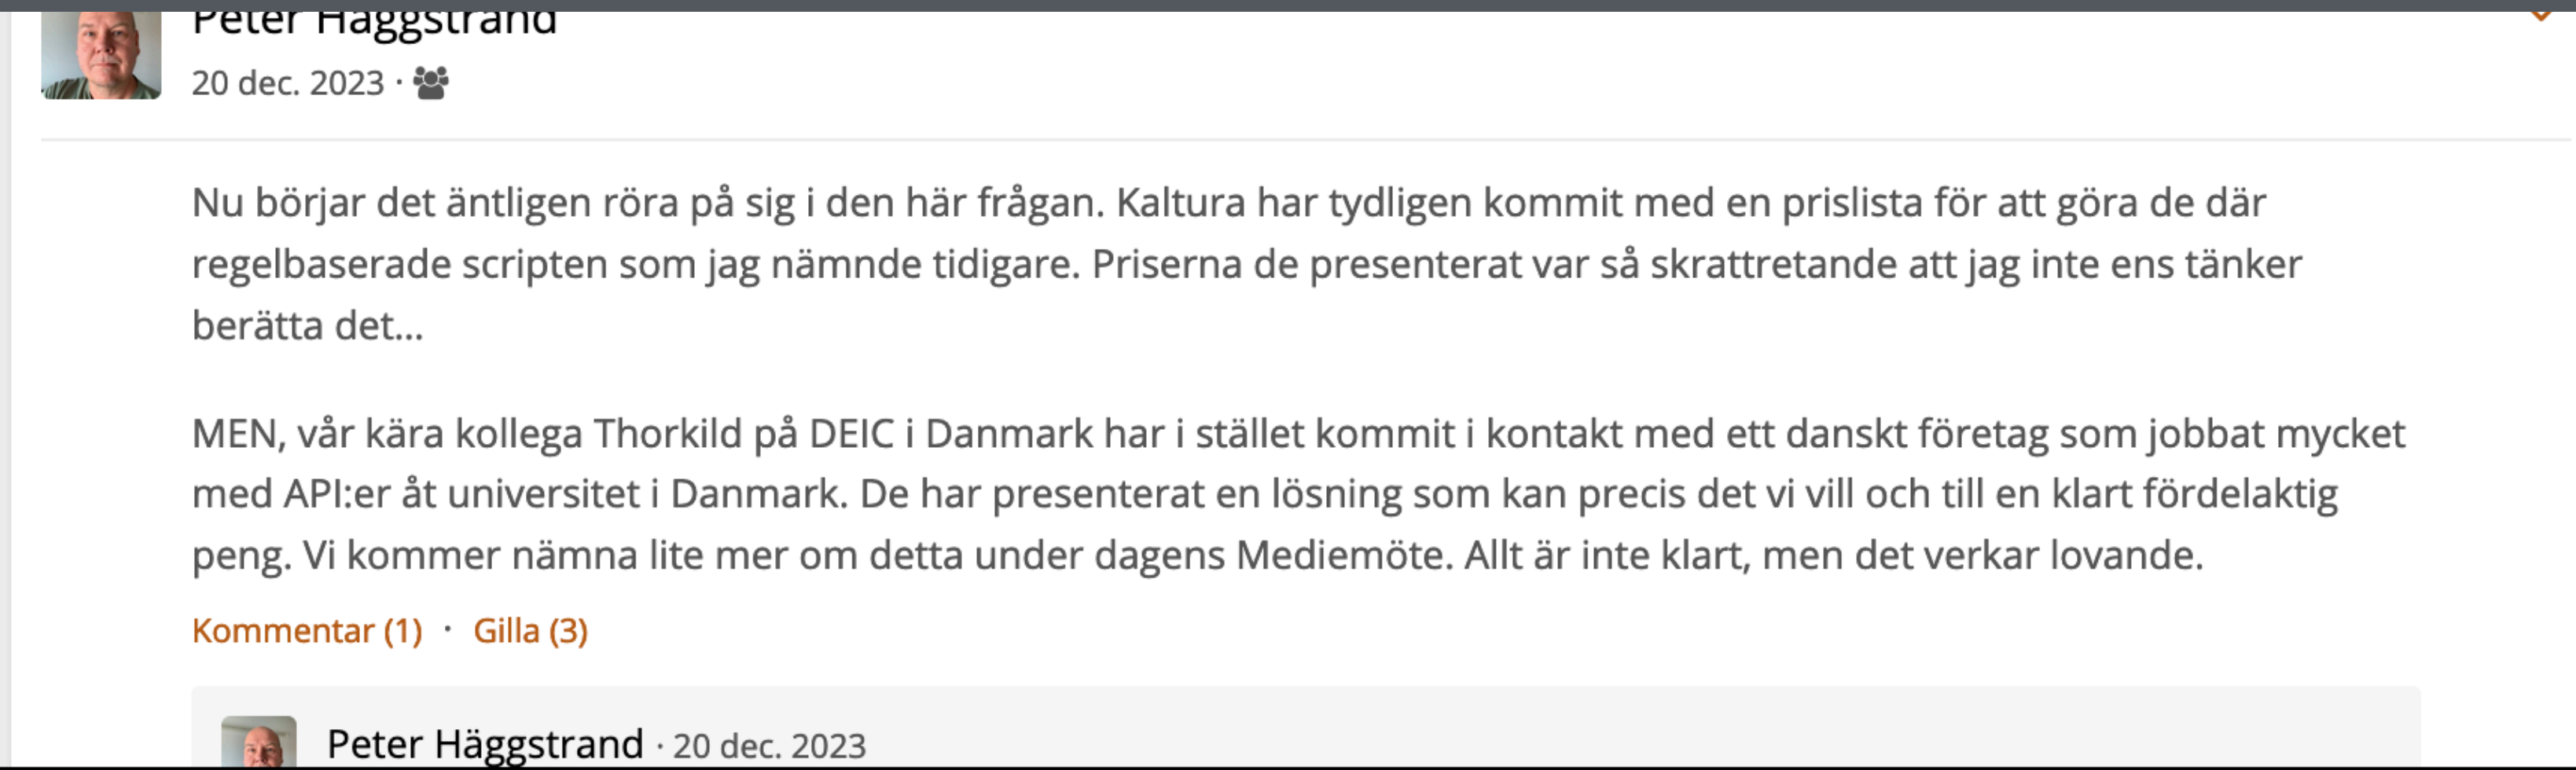 Peter Häggstrand
20 dec. 2023 ·
Nu börjar det äntligen röra på sig i den här frågan. Kaltura har tydligen kommit med en prislista för att göra de där
regelbaserade scripten som jag nämnde tidigare. Priserna de presenterat var så skrattretande att jag inte ens tänker
berätta det...
MEN, vår kära kollega Thorkild på DEIC i Danmark har i stället kommit i kontakt med ett danskt företag som jobbat mycket
med API:er åt universitet i Danmark. De har presenterat en lösning som kan precis det vi vill och till en klart fördelaktig
peng. Vi kommer nämna lite mer om detta under dagens Mediemöte. Allt är inte klart, men det verkar lovande.
Kommentar (1) · Gilla (3)
Peter Häggstrand · 20 dec. 2023